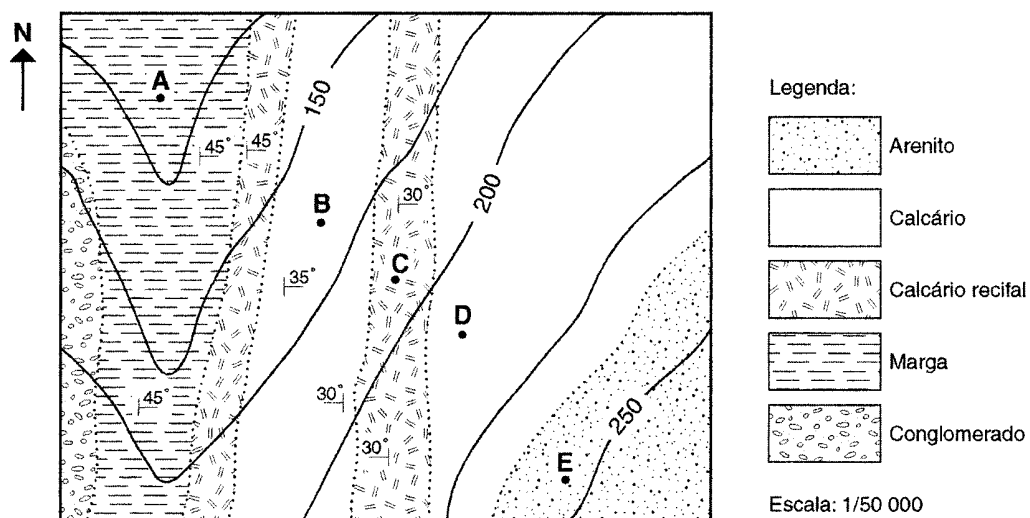 N
A
150
45°
45°
B
30°
200
35°
C
D
30°
45°
30°
250
E
Legenda:
Arenito
Calcário
Calcário recifal
Marga
Conglomerado
Escala: 1/50 000